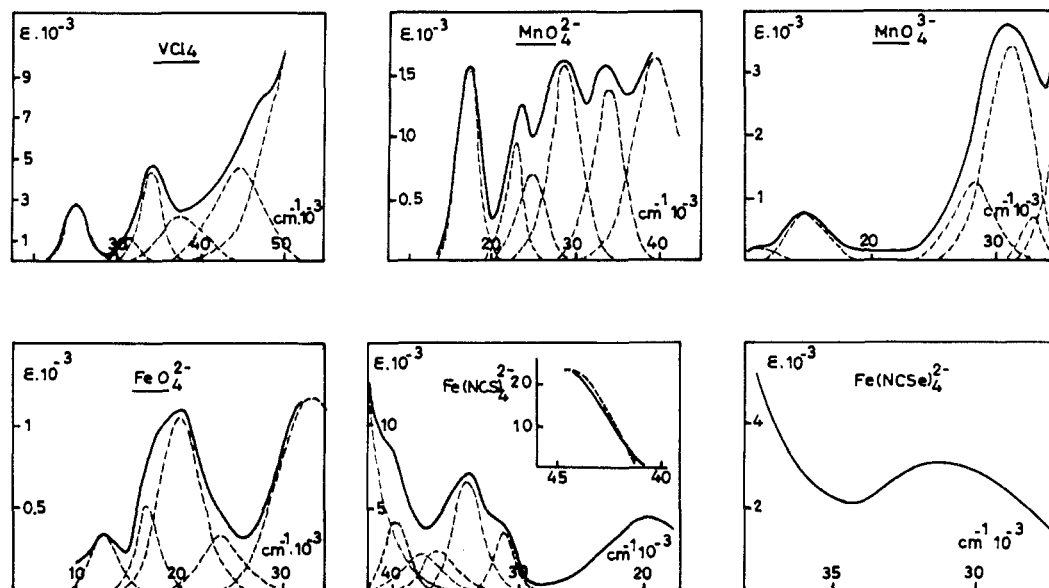 ε.10⁻³
VCl₄
9
7
5
3
1
30
40
50
cm⁻¹.10⁻³
ε.10⁻³
MnO₄²⁻
1.5
1.0
0.5
20
30
40
cm⁻¹ 10⁻³
ε.10⁻³
MnO₄³⁻
3
2
1
20
30
cm⁻¹ 10⁻³
ε.10⁻³
FeO₄²⁻
1
0.5
10
20
30
cm⁻¹.10⁻³
ε.10⁻³
Fe(NCS)₄²⁻
10
5
40
30
20
cm⁻¹ 10⁻³
20
10
45
40
ε.10⁻³
Fe(NCSe)₄²⁻
4
2
35
30
cm⁻¹ 10⁻³